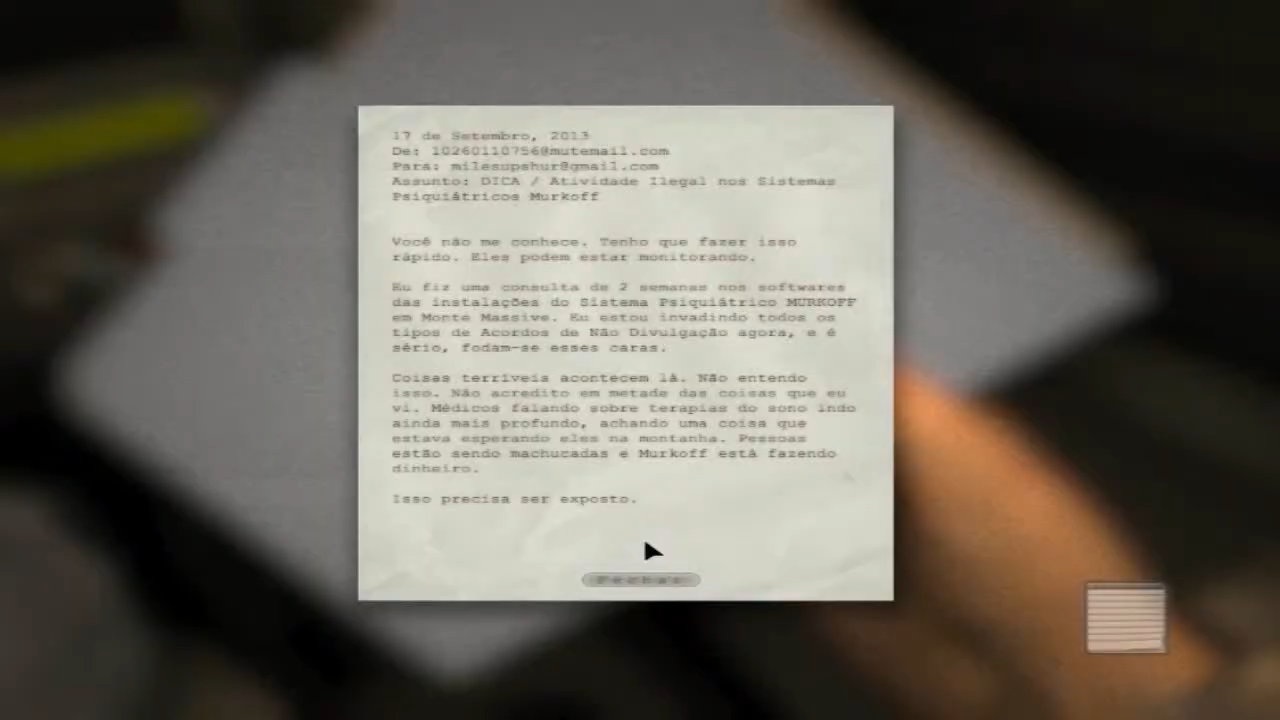 17 de Setembro, 2013
De: 10260110756@mutemail.com
Para: milesupshur@gmail.com
Assunto: DICA / Atividade Ilegal nos Sistemas
Psiquiátricos Murkoff
Você não me conhece. Tenho que fazer isso
rápido. Eles podem estar monitorando.
Eu fiz uma consulta de 2 semanas nos softwares
das instalações do Sistema Psiquiátrico MURKOFF
em Monte Massive. Eu estou invadindo todos os
tipos de Acordos de Não Divulgação agora, e é
sério, fodam-se esses caras.
Coisas terríveis acontecem lá. Não entendo
isso. Não acredito em metade das coisas que eu
vi. Médicos falando sobre terapias do sono indo
ainda mais profundo, achando uma coisa que
estava esperando eles na montanha. Pessoas
estão sendo machucadas e Murkoff está fazendo
dinheiro.
Isso precisa ser exposto.
Fechar